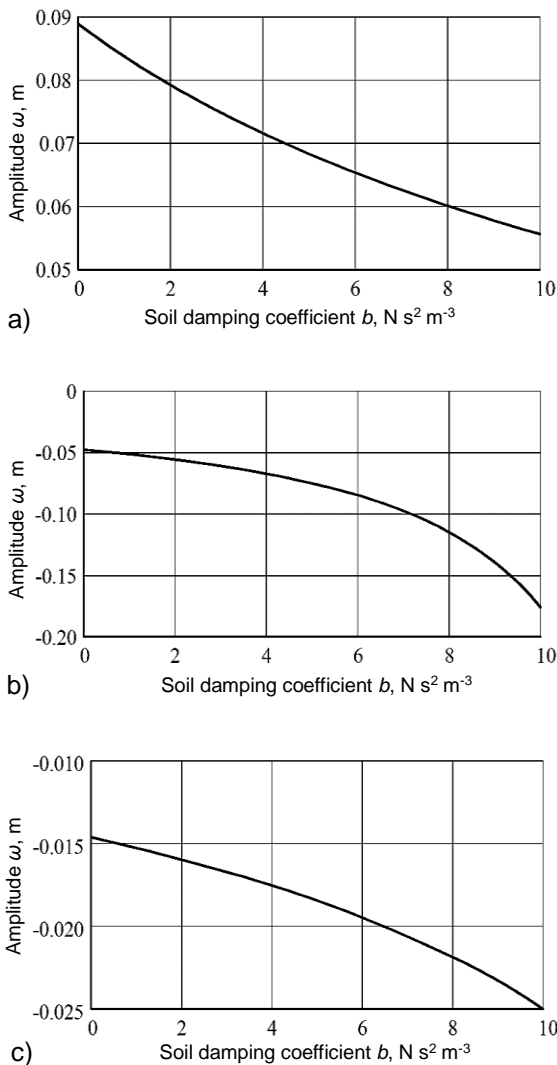 0.09
0.08
0.07
0.06
0.05
Amplitude ω, m
0 2 4 6 8 10
a) Soil damping coefficient b, N s² m⁻³
0
-0.05
-0.10
-0.15
-0.20
Amplitude ω, m
0 2 4 6 8 10
b) Soil damping coefficient b, N s² m⁻³
-0.010
-0.015
-0.020
-0.025
Amplitude ω, m
0 2 4 6 8 10
c) Soil damping coefficient b, N s² m⁻³